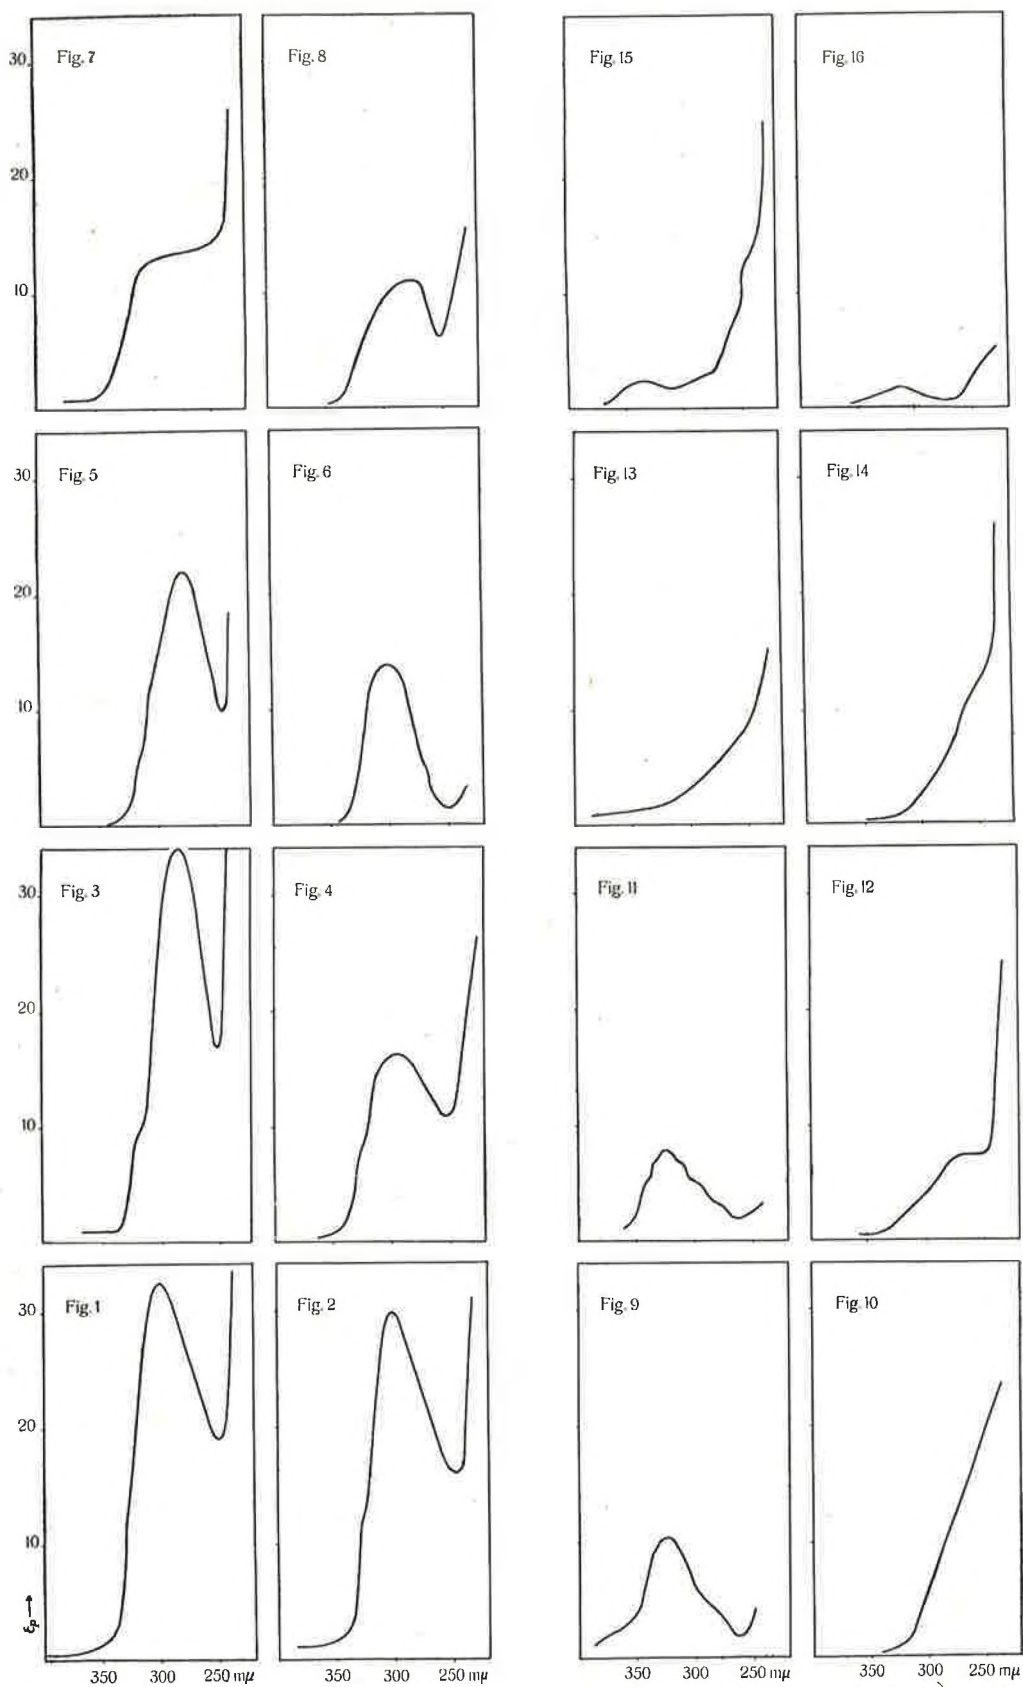 30
Fig. 7
Fig. 8
Fig. 15
Fig. 16
20
10
30
Fig. 5
Fig. 6
Fig. 13
Fig. 14
20
10
30
Fig. 3
Fig. 4
Fig. 11
Fig. 12
20
10
30
Fig. 1
Fig. 2
Fig. 9
Fig. 10
20
10
εp →
350 300 250 mμ
350 300 250 mμ
350 300 250 mμ
350 300 250 mμ